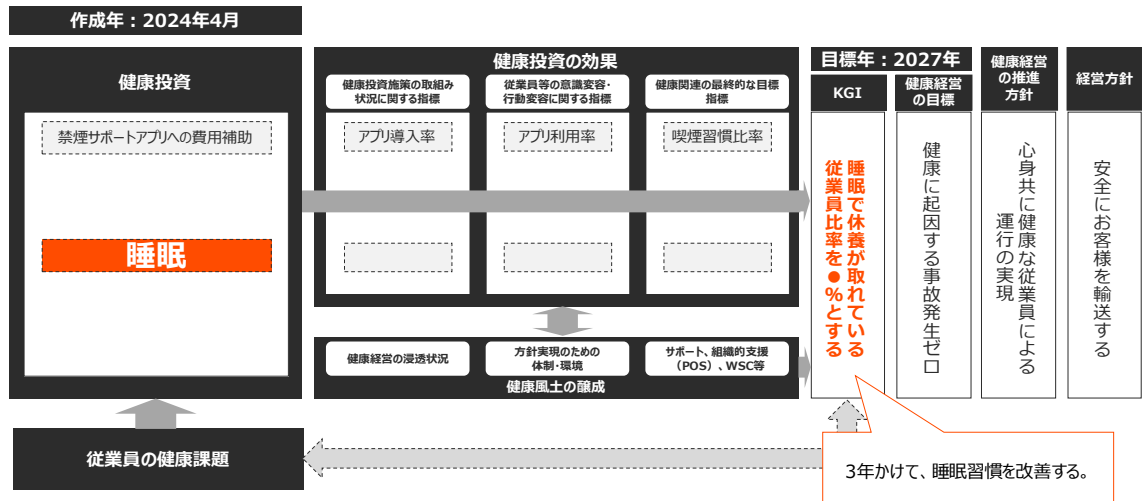 作成年：2024年4月
健康投資
禁煙サポートアプリへの費用補助
睡眠
健康投資の効果
健康投資施策の取組み
状況に関する指標
従業員等の意識変容・
行動変容に関する指標
健康関連の最終的な目標
指標
アプリ導入率
アプリ利用率
喫煙習慣比率
健康経営の浸透状況
方針実現のための
体制・環境
サポート、組織的支援
（POS）、WSC等
健康風土の醸成
目標年：2027年
KGI
健康経営
の目標
健康経営
の推進
方針
経営方針
睡眠で休養が取れている
従業員比率を●％とする
健康に起因する事故発生ゼロ
心身共に健康な従業員による
運行の実現
安全にお客様を輸送する
従業員の健康課題
3年かけて、睡眠習慣を改善する。